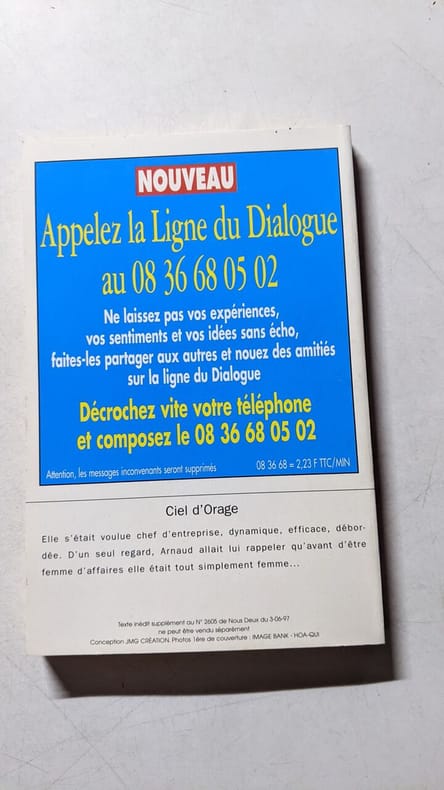 NOUVEAU
Appelez la Ligne du Dialogue
au 08 36 68 05 02
Ne laissez pas vos expériences,
vos sentiments et vos idées sans écho,
faites-les partager aux autres et nouez des amitiés
sur la ligne du Dialogue
Décrochez vite votre téléphone
et composez le 08 36 68 05 02
Attention, les messages inconvenants seront supprimés
08 36 68 = 2,23 F TTC/MIN
Ciel d'Orage
Elle s'était voulue chef d'entreprise, dynamique, efficace, débor-
dée. D'un seul regard, Arnaud allait lui rappeler qu'avant d'être
femme d'affaires elle était tout simplement femme...
Texte inédit supplément au N° 2605 de Nous Deux du 3-06-97
ne peut être vendu séparément
Conception JMG CRÉATION. Photos 1ère de couverture : IMAGE BANK - HOA-QUI